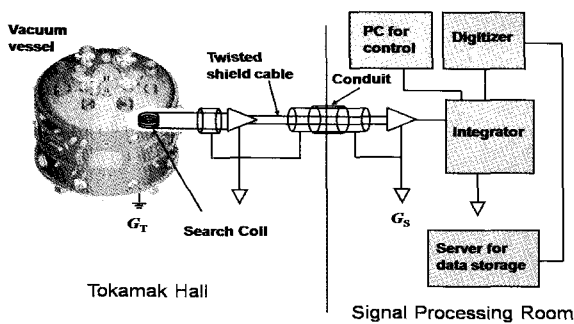 Vacuum
vessel
Twisted
shield cable
Conduit
PC for
control
Digitizer
Integrator
G_T
Search Coil
G_S
Server for
data storage
Tokamak Hall
Signal Processing Room